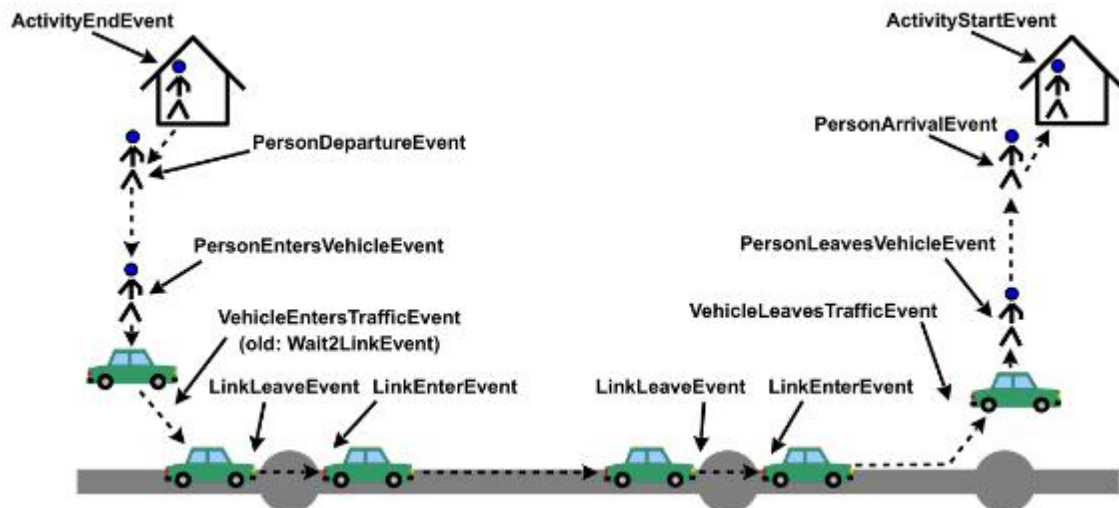 ActivityEndEvent
ActivityStartEvent
PersonDepartureEvent
PersonArrivalEvent
PersonEntersVehicleEvent
PersonLeavesVehicleEvent
VehicleEntersTrafficEvent
(old: Wait2LinkEvent)
VehicleLeavesTrafficEvent
LinkLeaveEvent
LinkEnterEvent
LinkLeaveEvent
LinkEnterEvent